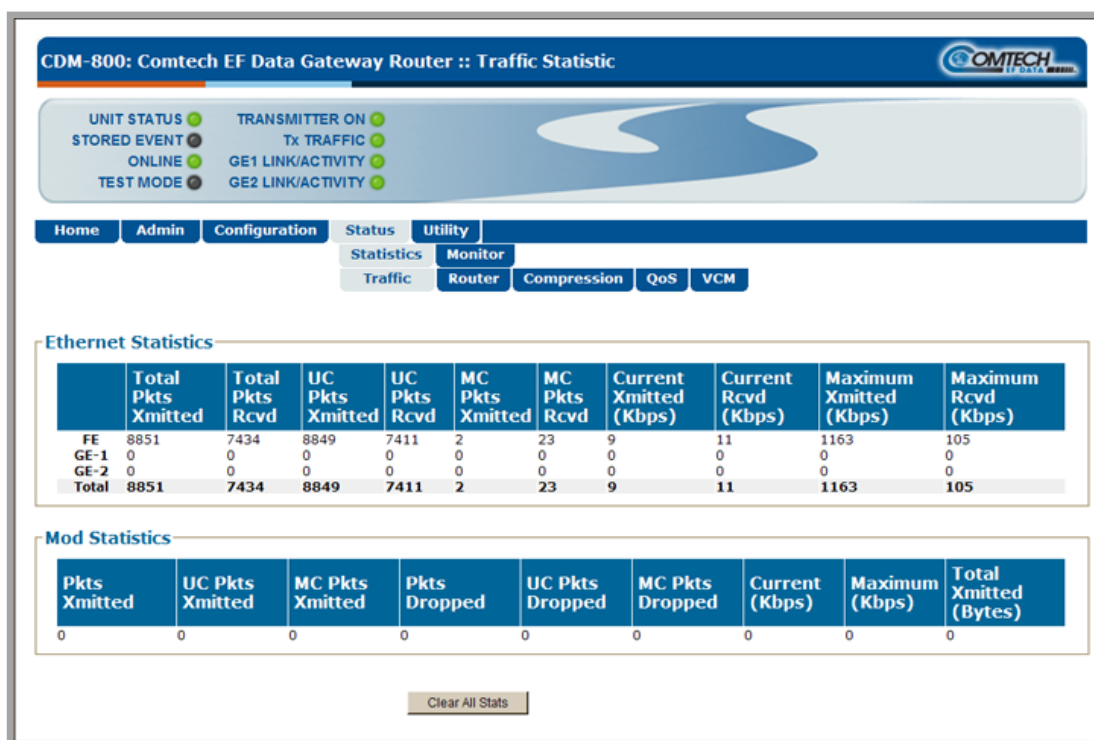 CDM-800: Comtech EF Data Gateway Router :: Traffic Statistic
COMTECH
EF DATA
UNIT STATUS TRANSMITTER ON
STORED EVENT Tx TRAFFIC
ONLINE GE1 LINK/ACTIVITY
TEST MODE GE2 LINK/ACTIVITY
Home Admin Configuration Status Utility
Statistics Monitor
Traffic Router Compression QoS VCM
Ethernet Statistics
Total Pkts Xmitted Total Pkts Rcvd UC Pkts Xmitted UC Pkts Rcvd MC Pkts Xmitted MC Pkts Rcvd Current Xmitted (Kbps) Current Rcvd (Kbps) Maximum Xmitted (Kbps) Maximum Rcvd (Kbps)
FE 8851 7434 8849 7411 2 23 9 11 1163 105
GE-1 0 0 0 0 0 0 0 0 0 0
GE-2 0 0 0 0 0 0 0 0 0 0
Total 8851 7434 8849 7411 2 23 9 11 1163 105
Mod Statistics
Pkts Xmitted UC Pkts Xmitted MC Pkts Xmitted Pkts Dropped UC Pkts Dropped MC Pkts Dropped Current (Kbps) Maximum (Kbps) Total Xmitted (Bytes)
0 0 0 0 0 0 0 0 0
Clear All Stats